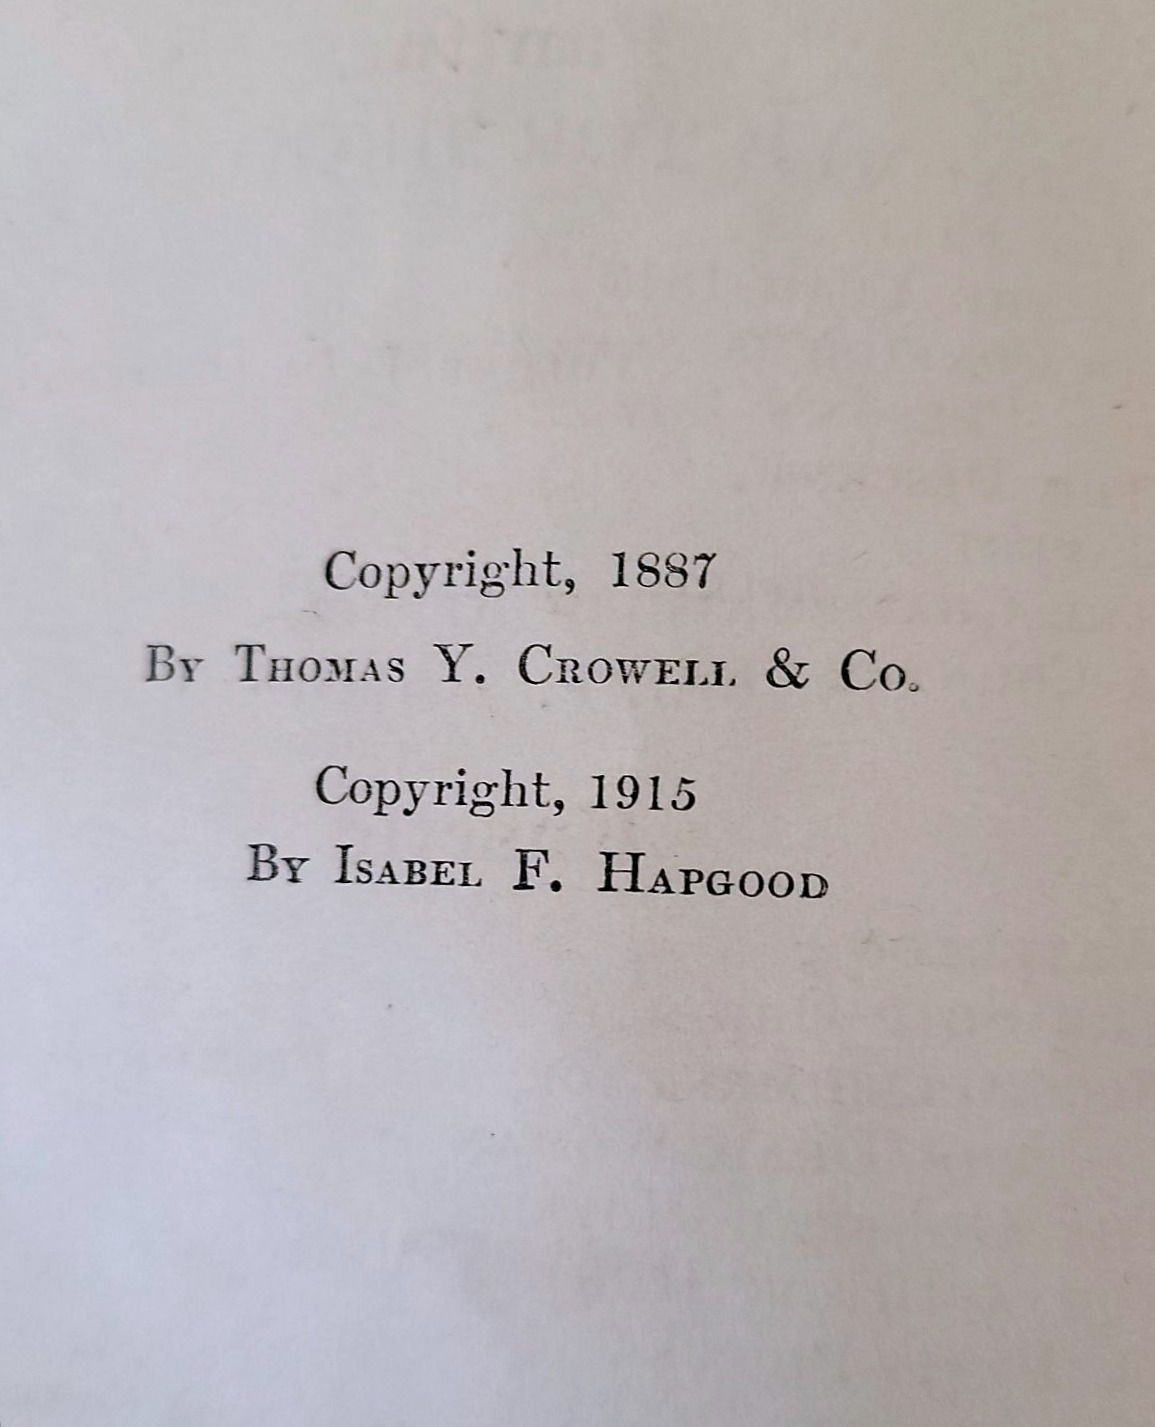 Copyright, 1887
By Thomas Y. Crowell & Co.
Copyright, 1915
By Isabel F. Hapgood